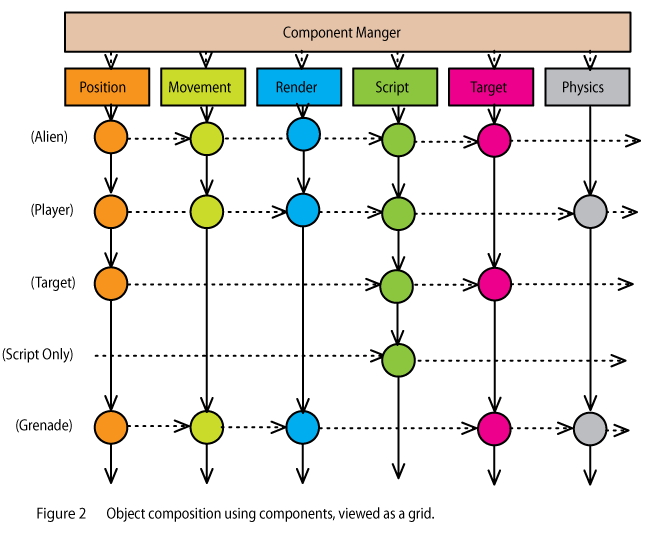 Component Manger
Position Movement Render Script Target Physics
(Alien)
(Player)
(Target)
(Script Only)
(Grenade)
Figure 2 Object composition using components, viewed as a grid.